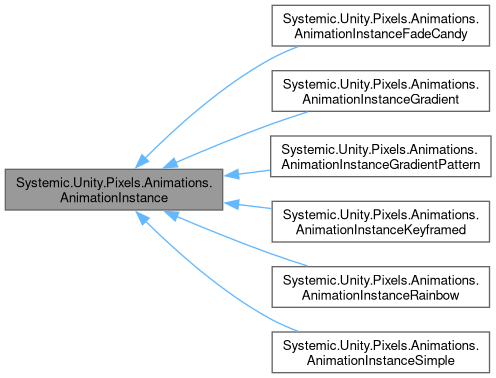 Systemic.Unity.Pixels.Animations.
AnimationInstanceFadeCandy
Systemic.Unity.Pixels.Animations.
AnimationInstanceGradient
Systemic.Unity.Pixels.Animations.
AnimationInstanceGradientPattern
Systemic.Unity.Pixels.Animations.
AnimationInstance
Systemic.Unity.Pixels.Animations.
AnimationInstanceKeyframed
Systemic.Unity.Pixels.Animations.
AnimationInstanceRainbow
Systemic.Unity.Pixels.Animations.
AnimationInstanceSimple